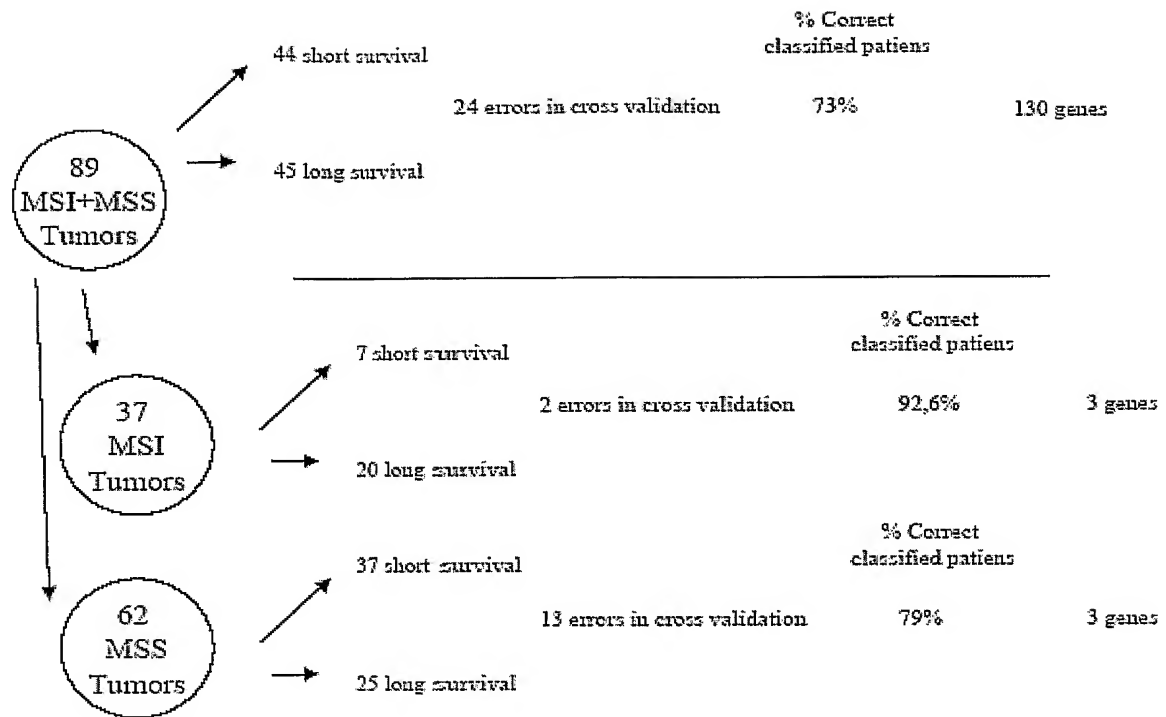 % Correct
classified patiens
44 short survival
24 errors in cross validation 73% 130 genes
45 long survival
89
MSI+MSS
Tumors
% Correct
classified patiens
7 short survival
2 errors in cross validation 92,6% 3 genes
20 long survival
37
MSI
Tumors
% Correct
classified patiens
37 short survival
13 errors in cross validation 79% 3 genes
25 long survival
62
MSS
Tumors